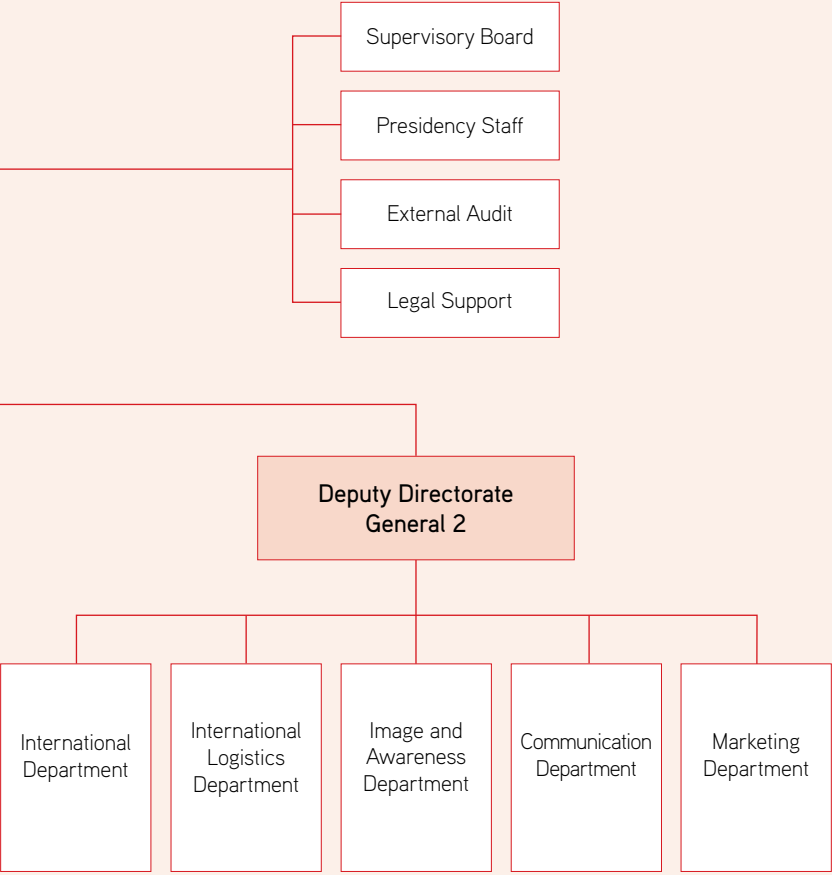 Supervisory Board
Presidency Staff
External Audit
Legal Support
Deputy Directorate
General 2
International
Department
International
Logistics
Department
Image and
Awareness
Department
Communication
Department
Marketing
Department